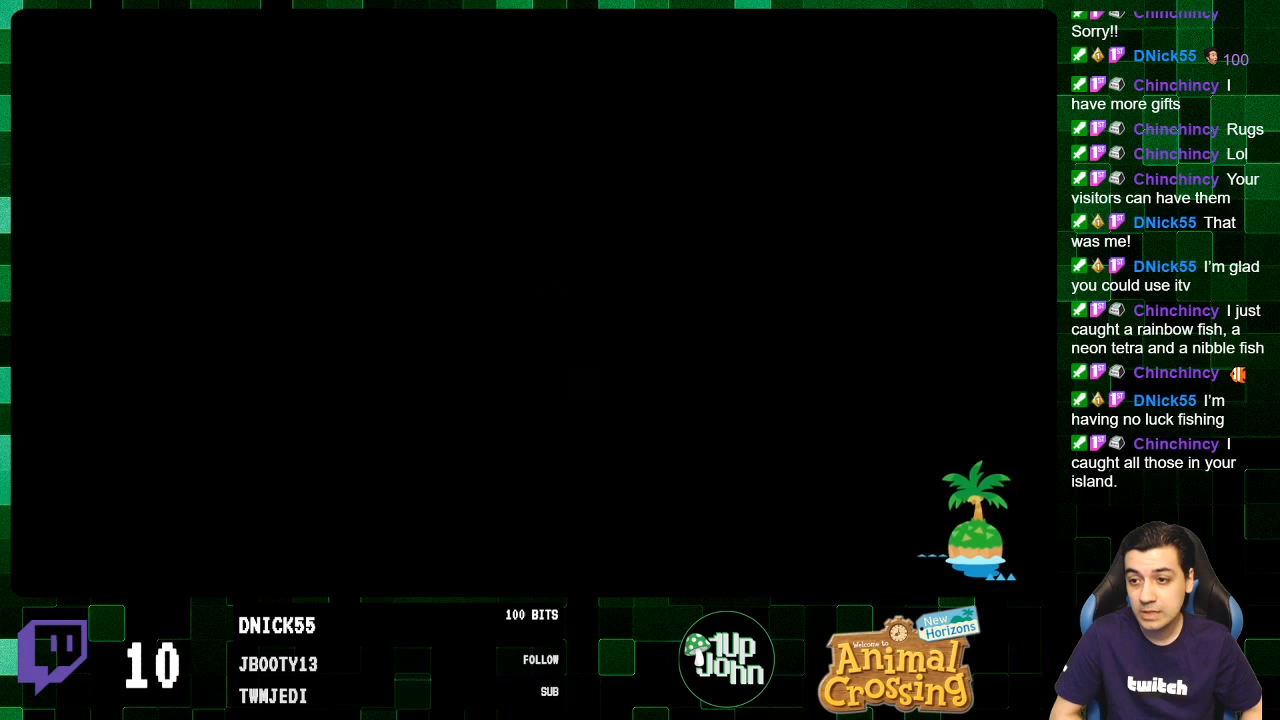 Chinchincy
Sorry!!
DNick55 100
Chinchincy I
have more gifts
Chinchincy Rugs
Chinchincy Lol
Chinchincy Your
visitors can have them
DNick55 That
was me!
DNick55 I'm glad
you could use itv
Chinchincy I just
caught a rainbow fish, a
neon tetra and a nibble fish
Chinchincy
DNick55 I'm
having no luck fishing
Chinchincy I
caught all those in your
island.
10
DNICK55 100 BITS
JBOOTY13 FOLLOW
TWMJEDI SUB
1Up
John
Welcome to
Animal
Crossing
New
Horizons
twitch